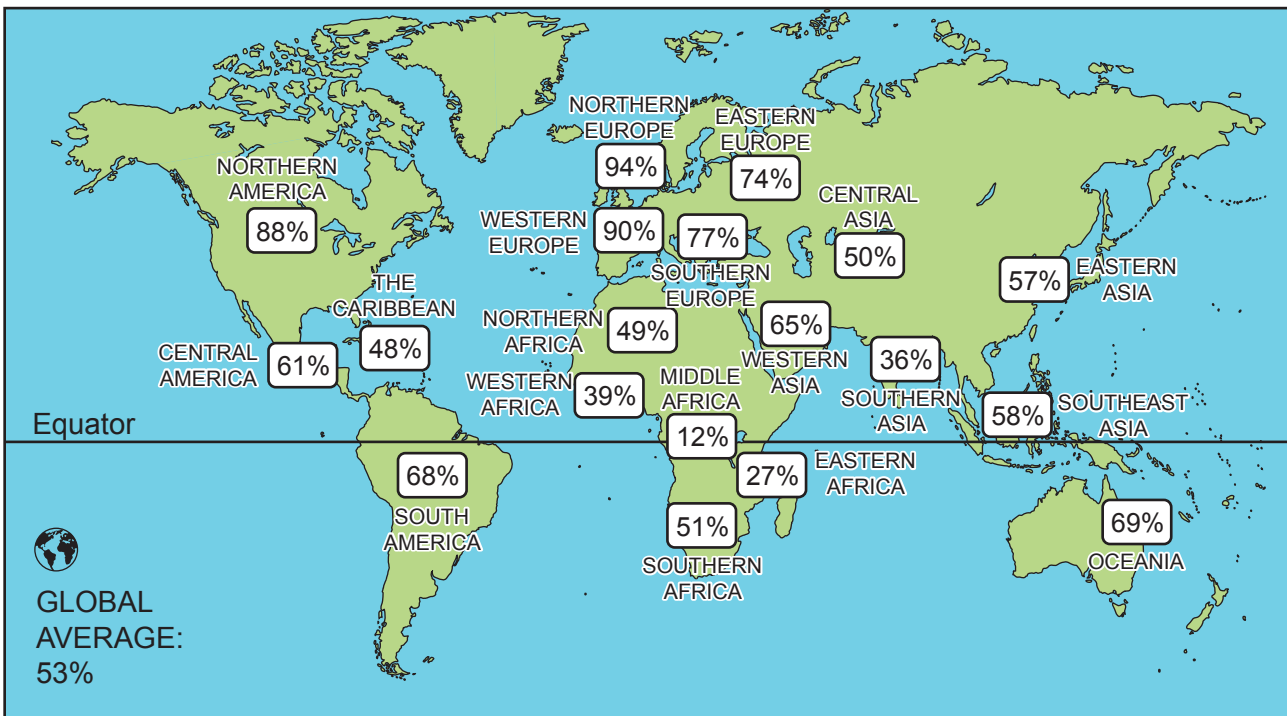 NORTHERN
EUROPE
94%
EASTERN
EUROPE
74%
NORTHERN
AMERICA
88%
WESTERN
EUROPE
90%
77%
SOUTHERN
EUROPE
CENTRAL
ASIA
50%
57%
EASTERN
ASIA
THE
CARIBBEAN
48%
CENTRAL
AMERICA
61%
NORTHERN
AFRICA
49%
65%
WESTERN
ASIA
36%
SOUTHERN
ASIA
WESTERN
AFRICA
39%
MIDDLE
AFRICA
12%
58%
SOUTHEAST
ASIA
Equator
68%
SOUTH
AMERICA
27%
EASTERN
AFRICA
51%
SOUTHERN
AFRICA
69%
OCEANIA
GLOBAL
AVERAGE:
53%